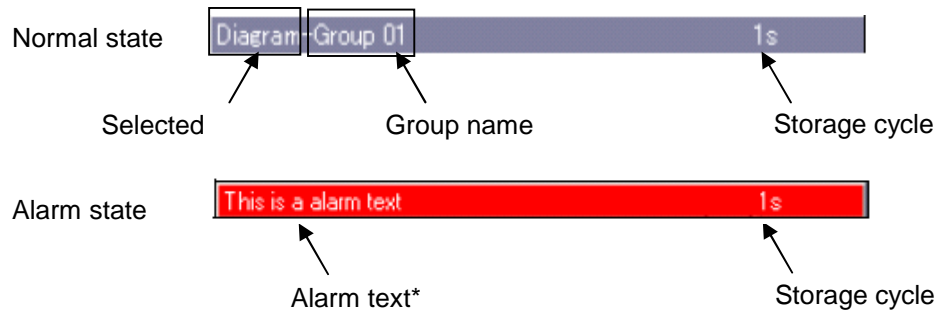 Normal state Diagram-Group 01 1s
Selected Group name Storage cycle
Alarm state This is a alarm text 1s
Alarm text* Storage cycle